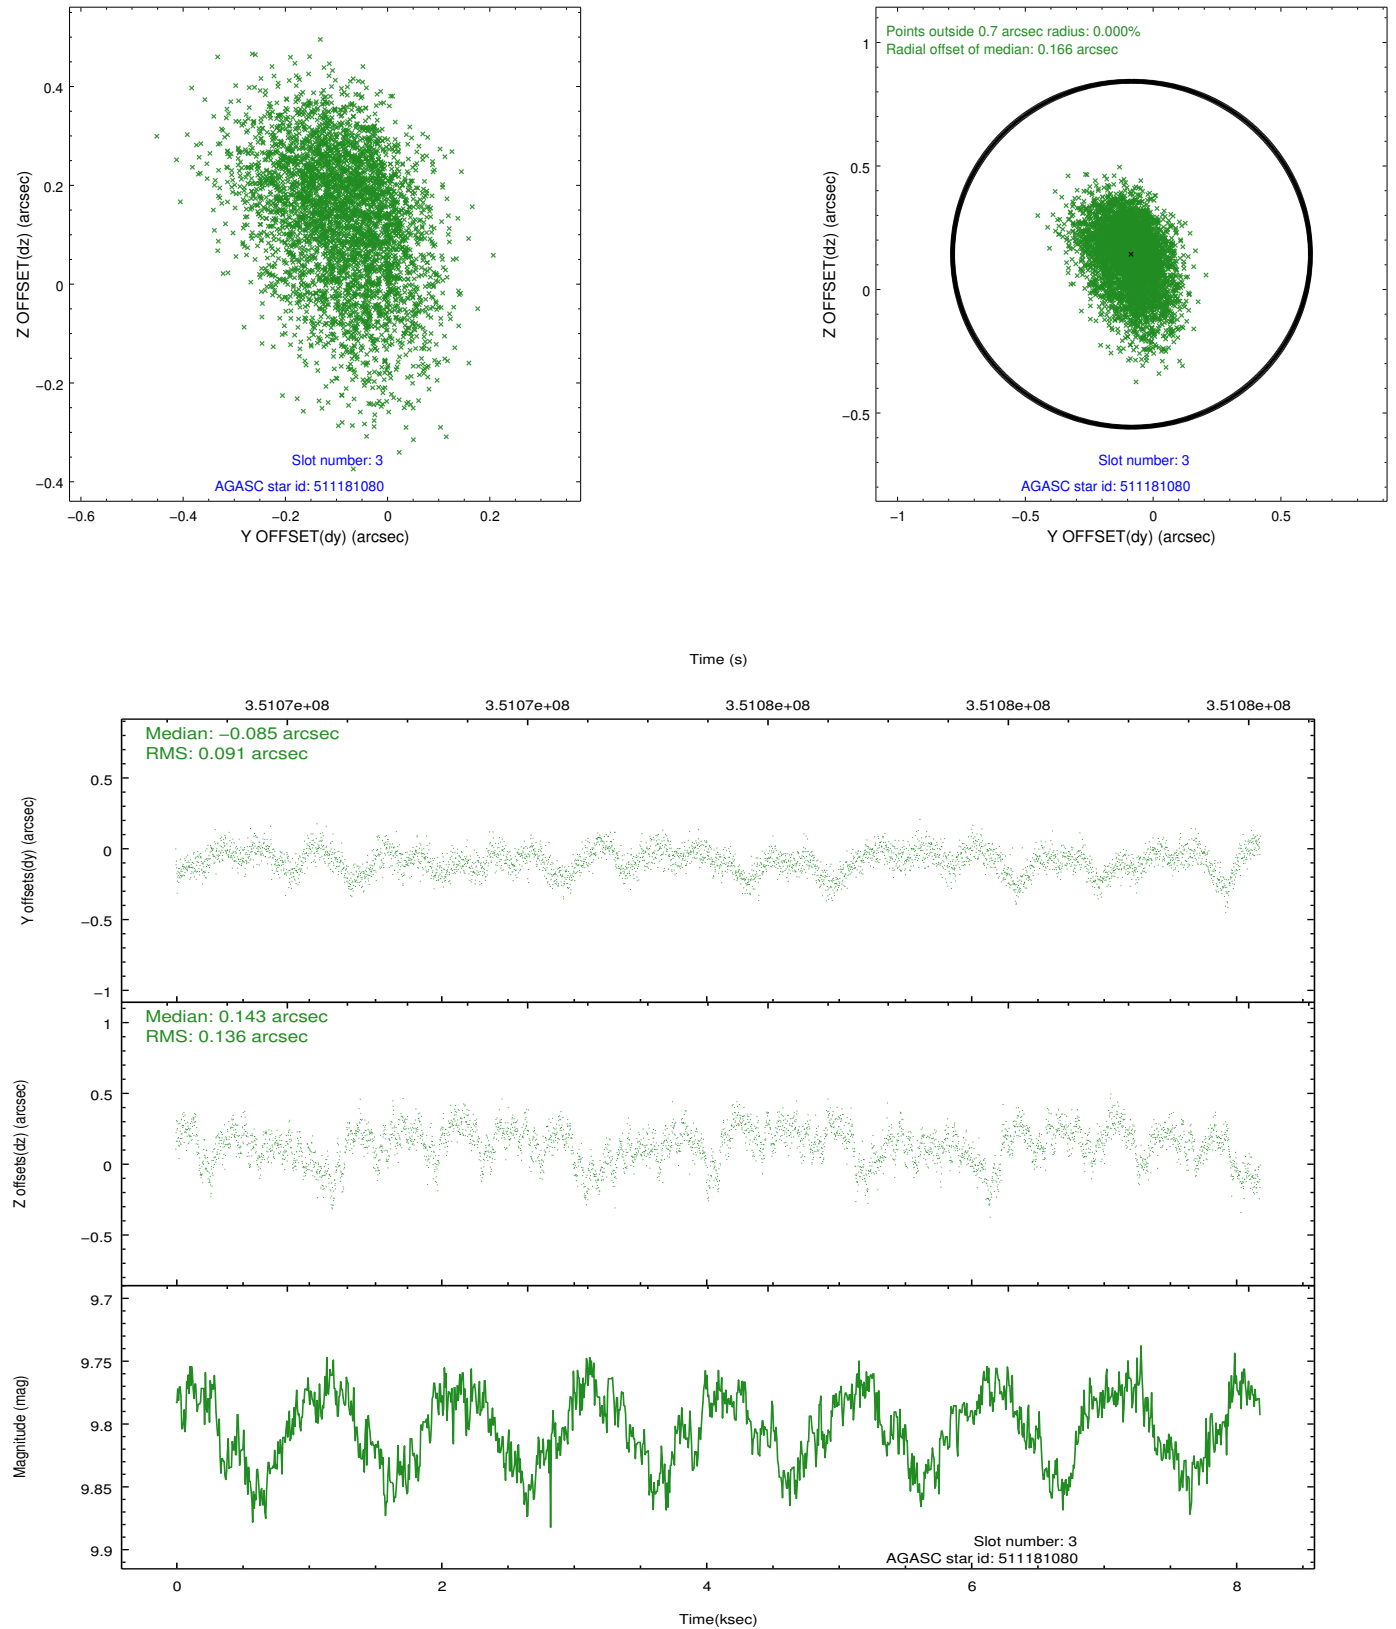 0.4
0.2
0
−0.2
−0.4
Z OFFSET(dz) (arcsec)
Slot number: 3
AGASC star id: 511181080
−0.6
−0.4
−0.2
0
0.2
Y OFFSET(dy) (arcsec)
Points outside 0.7 arcsec radius: 0.000%
Radial offset of median: 0.166 arcsec
1
0.5
0
−0.5
Z OFFSET(dz) (arcsec)
Slot number: 3
AGASC star id: 511181080
−1
−0.5
0
0.5
Y OFFSET(dy) (arcsec)
Time (s)
3.5107e+08
3.5107e+08
3.5108e+08
3.5108e+08
3.5108e+08
Median: −0.085 arcsec
RMS: 0.091 arcsec
0.5
0
−0.5
−1
Y offsets(dy) (arcsec)
Median: 0.143 arcsec
RMS: 0.136 arcsec
1
0.5
0
−0.5
Z offsets(dz) (arcsec)
9.7
9.75
9.8
9.85
9.9
Magnitude (mag)
Slot number: 3
AGASC star id: 511181080
0
2
4
6
8
Time(ksec)